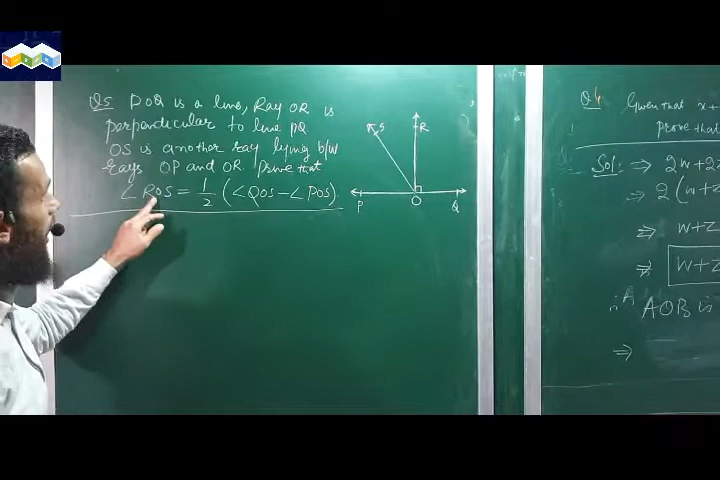 Q5 POQ is a line, Ray OR is
perpendicular to line PQ.
OS is another ray lying b/w
rays OP and OR. Prove that
∠ROS = 1/2 (∠QOS - ∠POS)
S
R
P
O
Q
Q4 Given that x+
prove that
Sol: ⇒ 2w+2
⇒ 2(w+z
⇒ w+z
⇒ w+z
∴ AOB is
⇒